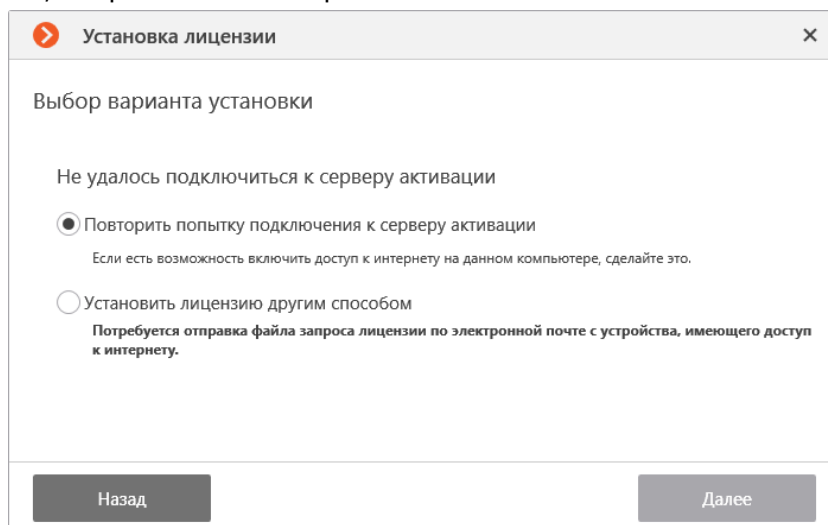 Установка лицензии
Выбор варианта установки
Не удалось подключиться к серверу активации
Повторить попытку подключения к серверу активации
Если есть возможность включить доступ к интернету на данном компьютере, сделайте это.
Установить лицензию другим способом
Потребуется отправка файла запроса лицензии по электронной почте с устройства, имеющего доступ
к интернету.
Назад
Далее